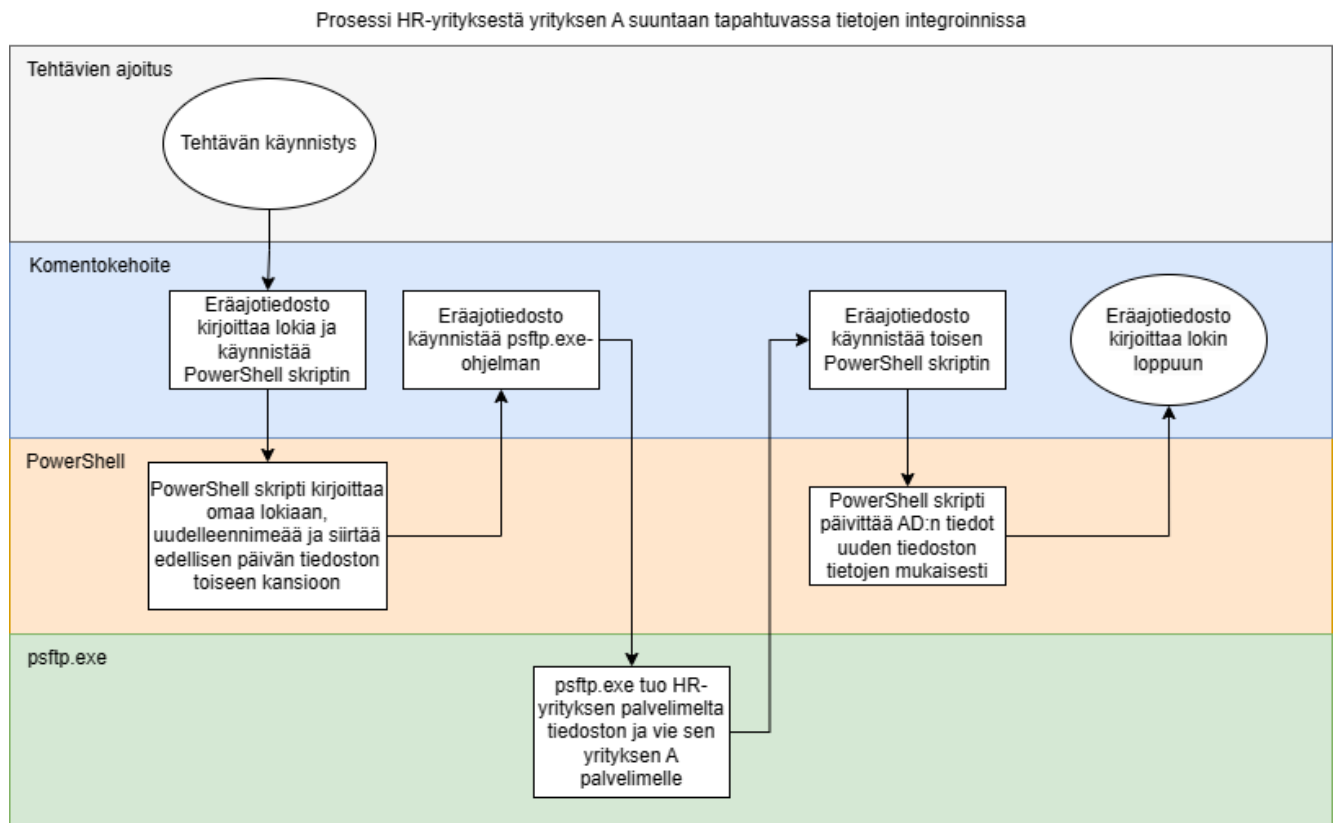 Prosessi HR-yrityksestä yrityksen A suuntaan tapahtuvassa tietojen integroinnissa
Tehtävien ajoitus
Tehtävän käynnistys
Komentokehoite
Eräajotiedosto
kirjoittaa lokia ja
käynnistää
PowerShell skriptin
Eräajotiedosto
käynnistää psftp.exe-
ohjelman
Eräajotiedosto
käynnistää toisen
PowerShell skriptin
Eräajotiedosto
kirjoittaa lokin
loppuun
PowerShell
PowerShell skripti kirjoittaa
omaa lokiaan,
uudelleennimeää ja siirtää
edellisen päivän tiedoston
toiseen kansioon
PowerShell skripti
päivittää AD:n tiedot
uuden tiedoston
tietojen mukaisesti
psftp.exe
psftp.exe tuo HR-
yrityksen palvelimelta
tiedoston ja vie sen
yrityksen A
palvelimelle